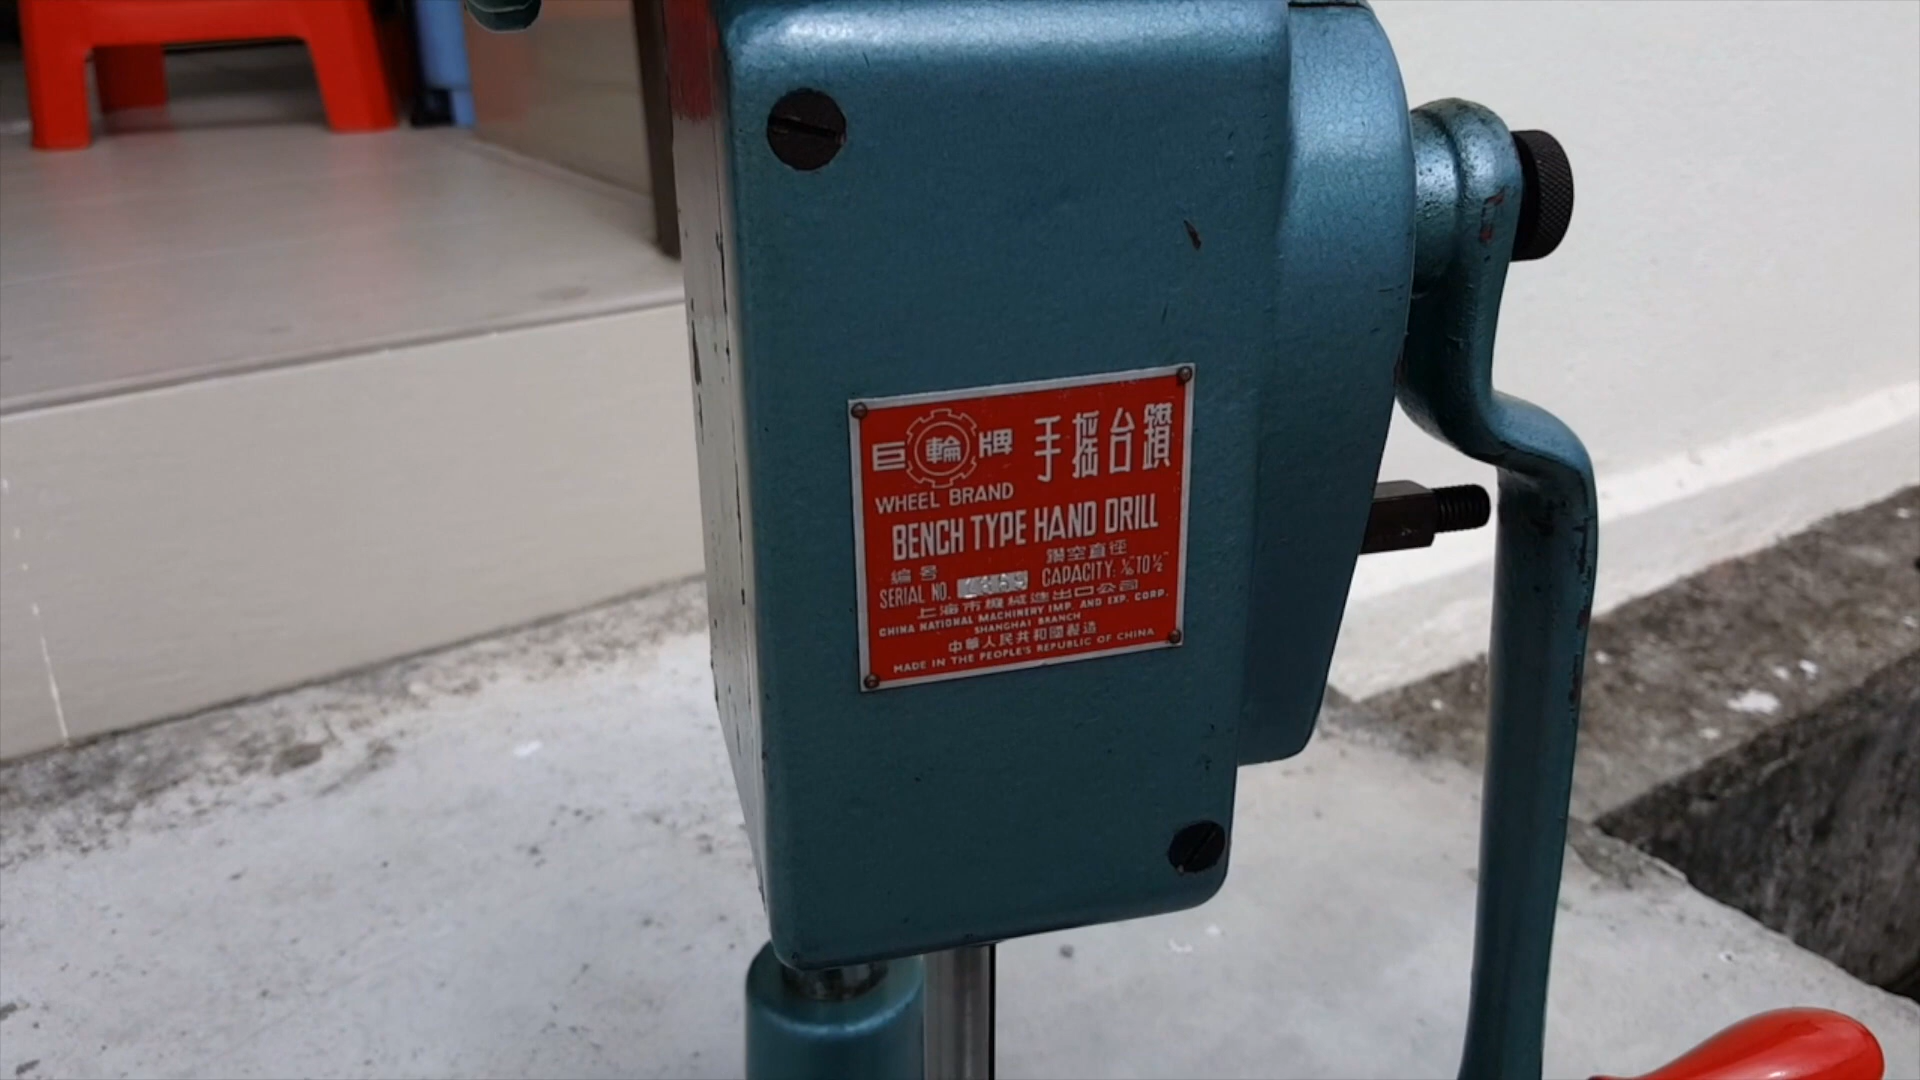 巨輪牌 手摇台鑽
WHEEL BRAND
BENCH TYPE HAND DRILL
編号 鑽空直徑
SERIAL NO. CAPACITY: 1/16" TO 1/2"
上海市機械進出口公司
CHINA NATIONAL MACHINERY IMP. AND EXP. CORP.
SHANGHAI BRANCH
中華人民共和國製造
MADE IN THE PEOPLE'S REPUBLIC OF CHINA